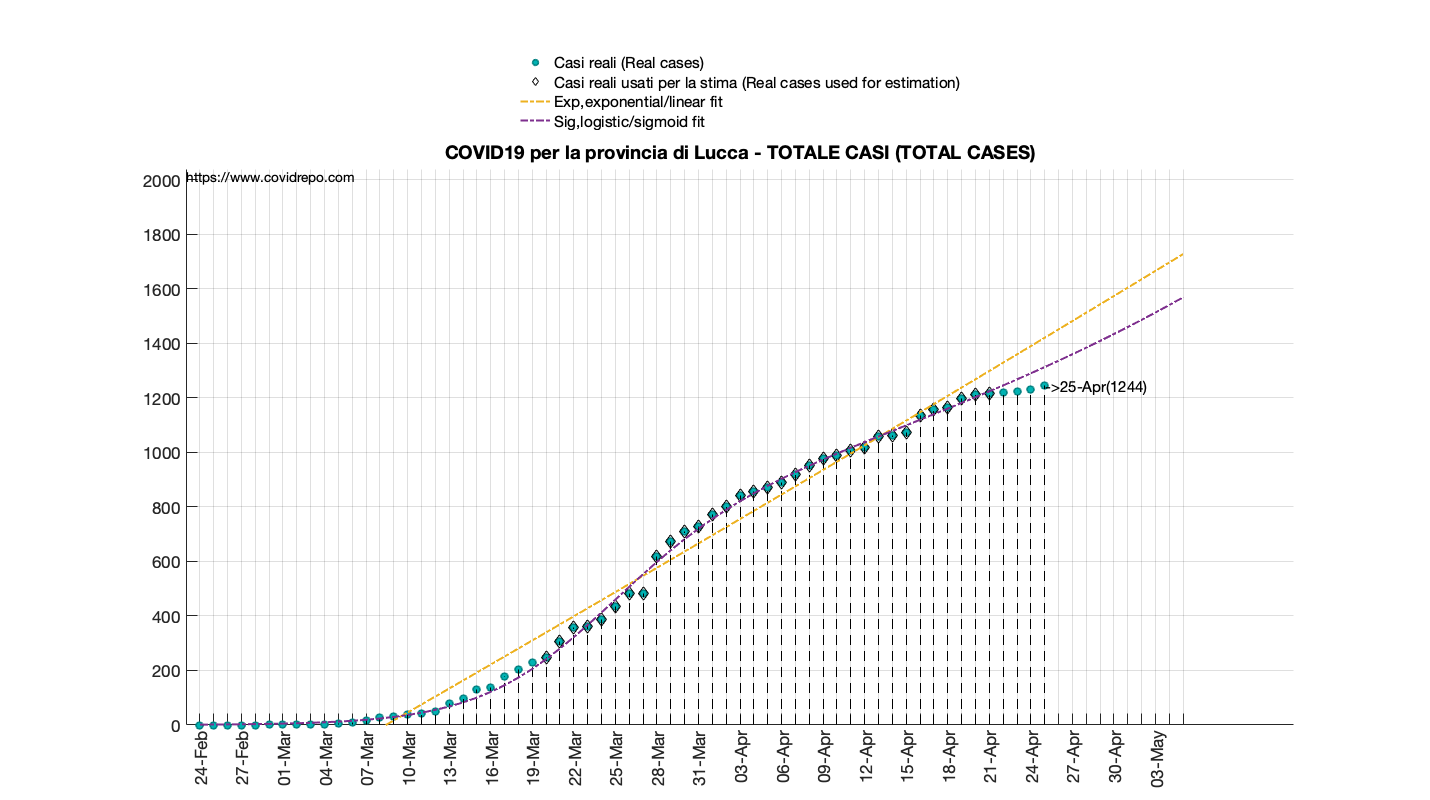 Casi reali (Real cases)
Casi reali usati per la stima (Real cases used for estimation)
Exp,exponential/linear fit
Sig,logistic/sigmoid fit
COVID19 per la provincia di Lucca - TOTALE CASI (TOTAL CASES)
https://www.covidrepo.com
2000
1800
1600
1400
1200
1000
800
600
400
200
0
->25-Apr(1244)
24-Feb
27-Feb
01-Mar
04-Mar
07-Mar
10-Mar
13-Mar
16-Mar
19-Mar
22-Mar
25-Mar
28-Mar
31-Mar
03-Apr
06-Apr
09-Apr
12-Apr
15-Apr
18-Apr
21-Apr
24-Apr
27-Apr
30-Apr
03-May